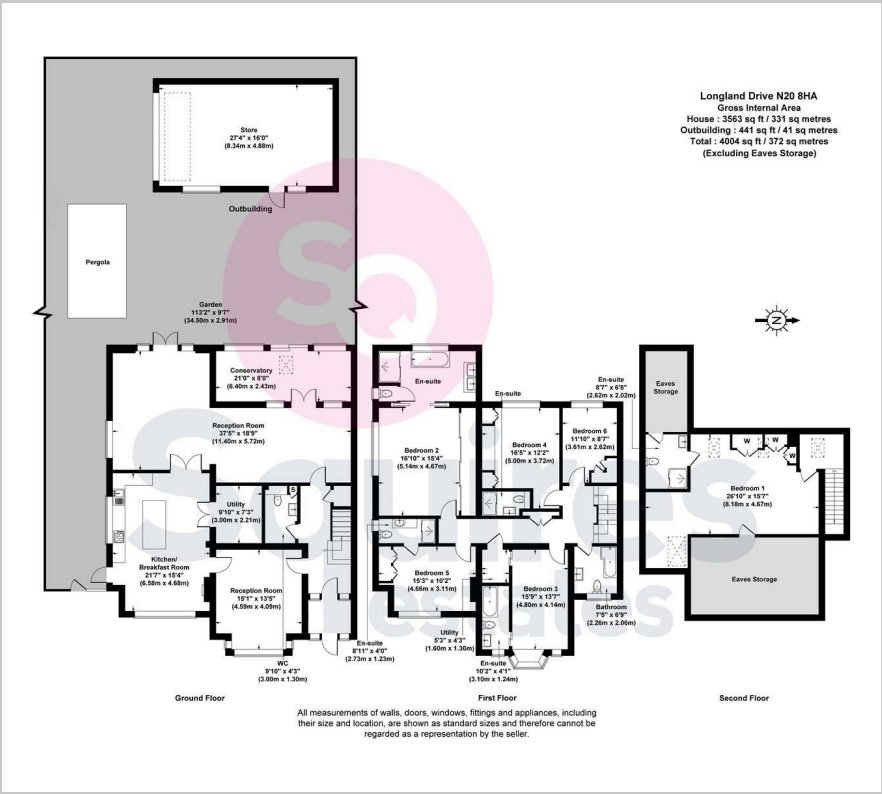 Longland Drive N20 8HA
Gross Internal Area
House : 3563 sq ft / 331 sq metres
Outbuilding : 441 sq ft / 41 sq metres
Total : 4004 sq ft / 372 sq metres
(Excluding Eaves Storage)
Store
27'4" x 16'0"
(8.34m x 4.88m)
Outbuilding
Pergola
Garden
113'2" x 9'7"
(34.50m x 2.91m)
Conservatory
21'0" x 8'0"
(6.40m x 2.43m)
Reception Room
37'5" x 18'9"
(11.40m x 5.72m)
Utility
9'10" x 7'3"
(3.00m x 2.21m)
S
Kitchen/
Breakfast Room
21'7" x 15'4"
(6.58m x 4.68m)
Reception Room
15'1" x 13'5"
(4.59m x 4.09m)
WC
9'10" x 4'3"
(3.00m x 1.30m)
Ground Floor
En-suite
Bedroom 2
16'10" x 15'4"
(5.14m x 4.67m)
En-suite
Bedroom 4
16'5" x 12'2"
(5.00m x 3.72m)
En-suite
8'7" x 6'8"
(2.62m x 2.02m)
Bedroom 6
11'10" x 8'7"
(3.61m x 2.62m)
Bedroom 5
15'3" x 10'2"
(4.66m x 3.11m)
Bedroom 3
15'9" x 13'7"
(4.80m x 4.14m)
Bathroom
7'5" x 6'9"
(2.26m x 2.06m)
Utility
5'3" x 4'3"
(1.60m x 1.30m)
En-suite
8'11" x 4'0"
(2.73m x 1.23m)
En-suite
10'2" x 4'1"
(3.10m x 1.24m)
First Floor
N
Eaves
Storage
W
W
W
Bedroom 1
26'10" x 15'7"
(8.18m x 4.67m)
Eaves Storage
Second Floor
SQ
Squires
estates
All measurements of walls, doors, windows, fittings and appliances, including
their size and location, are shown as standard sizes and therefore cannot be
regarded as a representation by the seller.